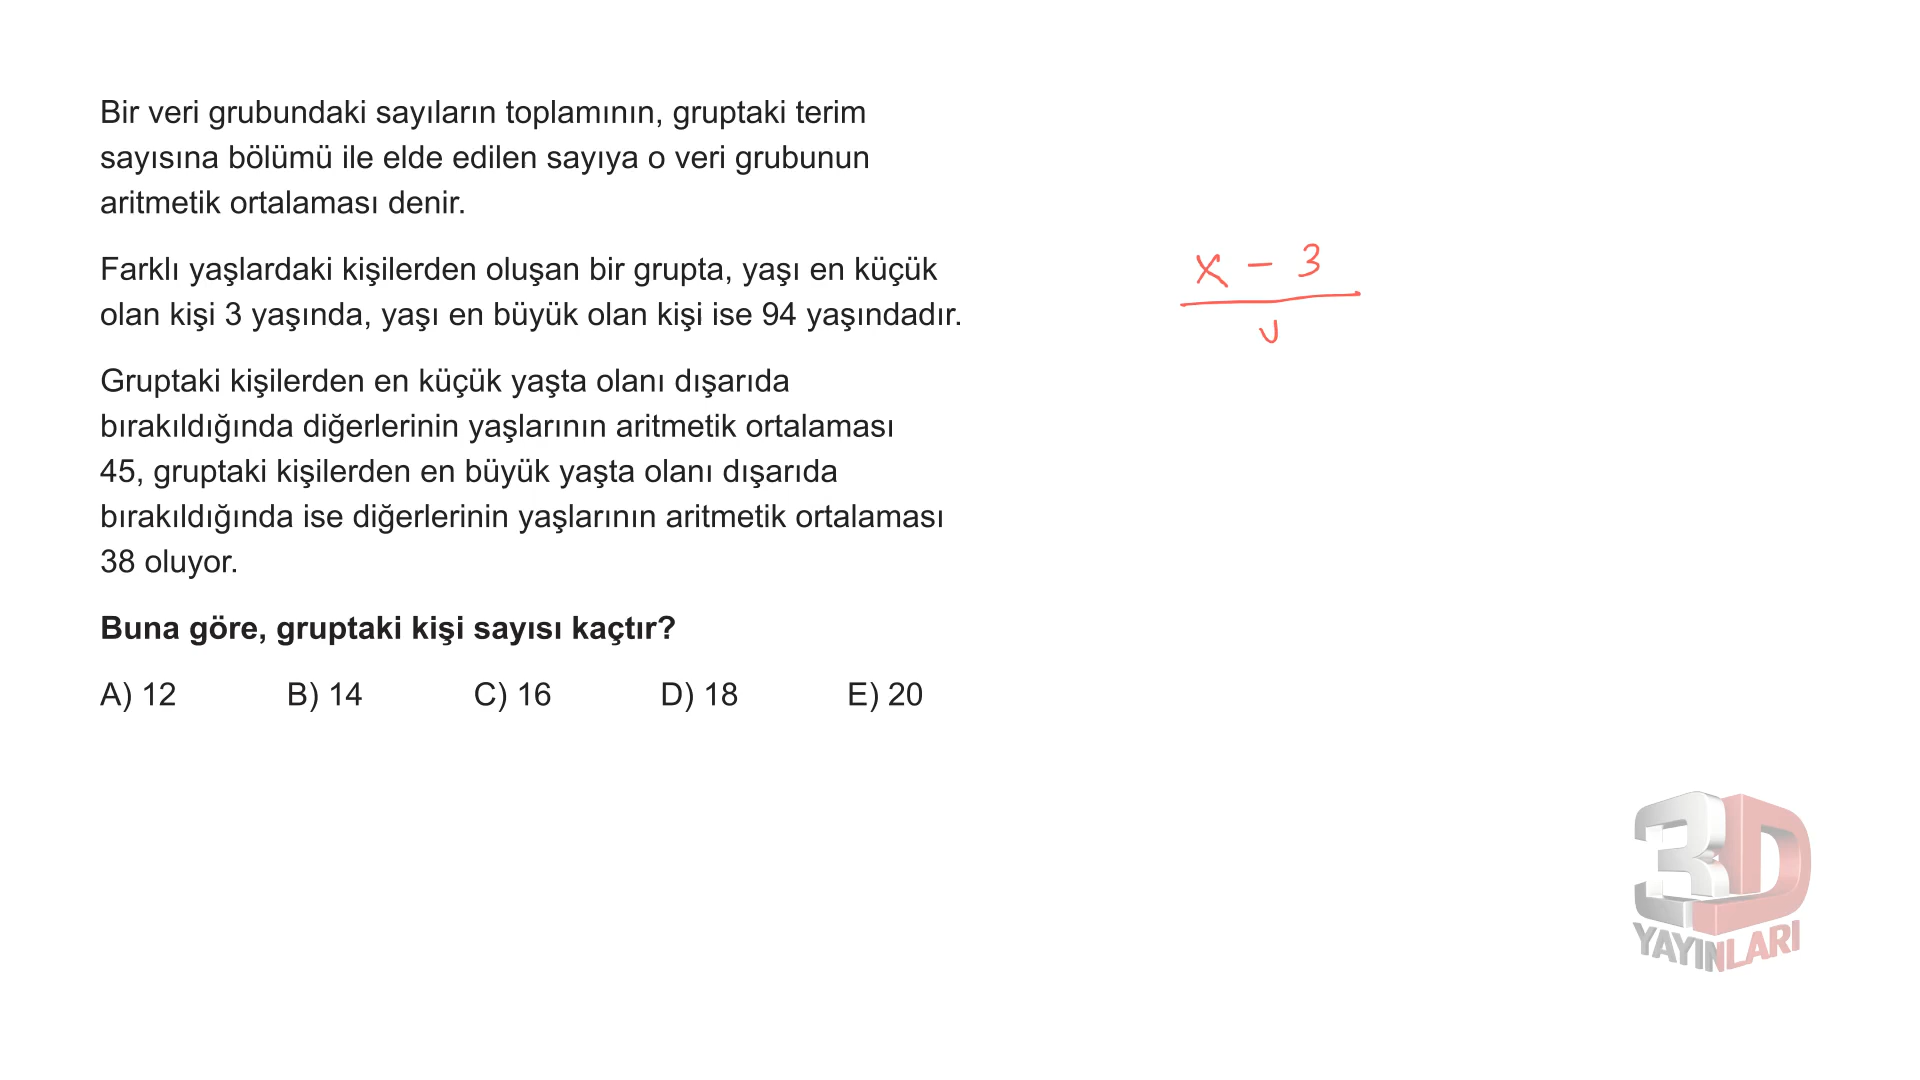 Bir veri grubundaki sayıların toplamının, gruptaki terim
sayısına bölümü ile elde edilen sayıya o veri grubunun
aritmetik ortalaması denir.
Farklı yaşlardaki kişilerden oluşan bir grupta, yaşı en küçük
olan kişi 3 yaşında, yaşı en büyük olan kişi ise 94 yaşındadır.
Gruptaki kişilerden en küçük yaşta olanı dışarıda
bırakıldığında diğerlerinin yaşlarının aritmetik ortalaması
45, gruptaki kişilerden en büyük yaşta olanı dışarıda
bırakıldığında ise diğerlerinin yaşlarının aritmetik ortalaması
38 oluyor.
Buna göre, gruptaki kişi sayısı kaçtır?
A) 12 B) 14 C) 16 D) 18 E) 20
x - 3
3D
YAYINLARI